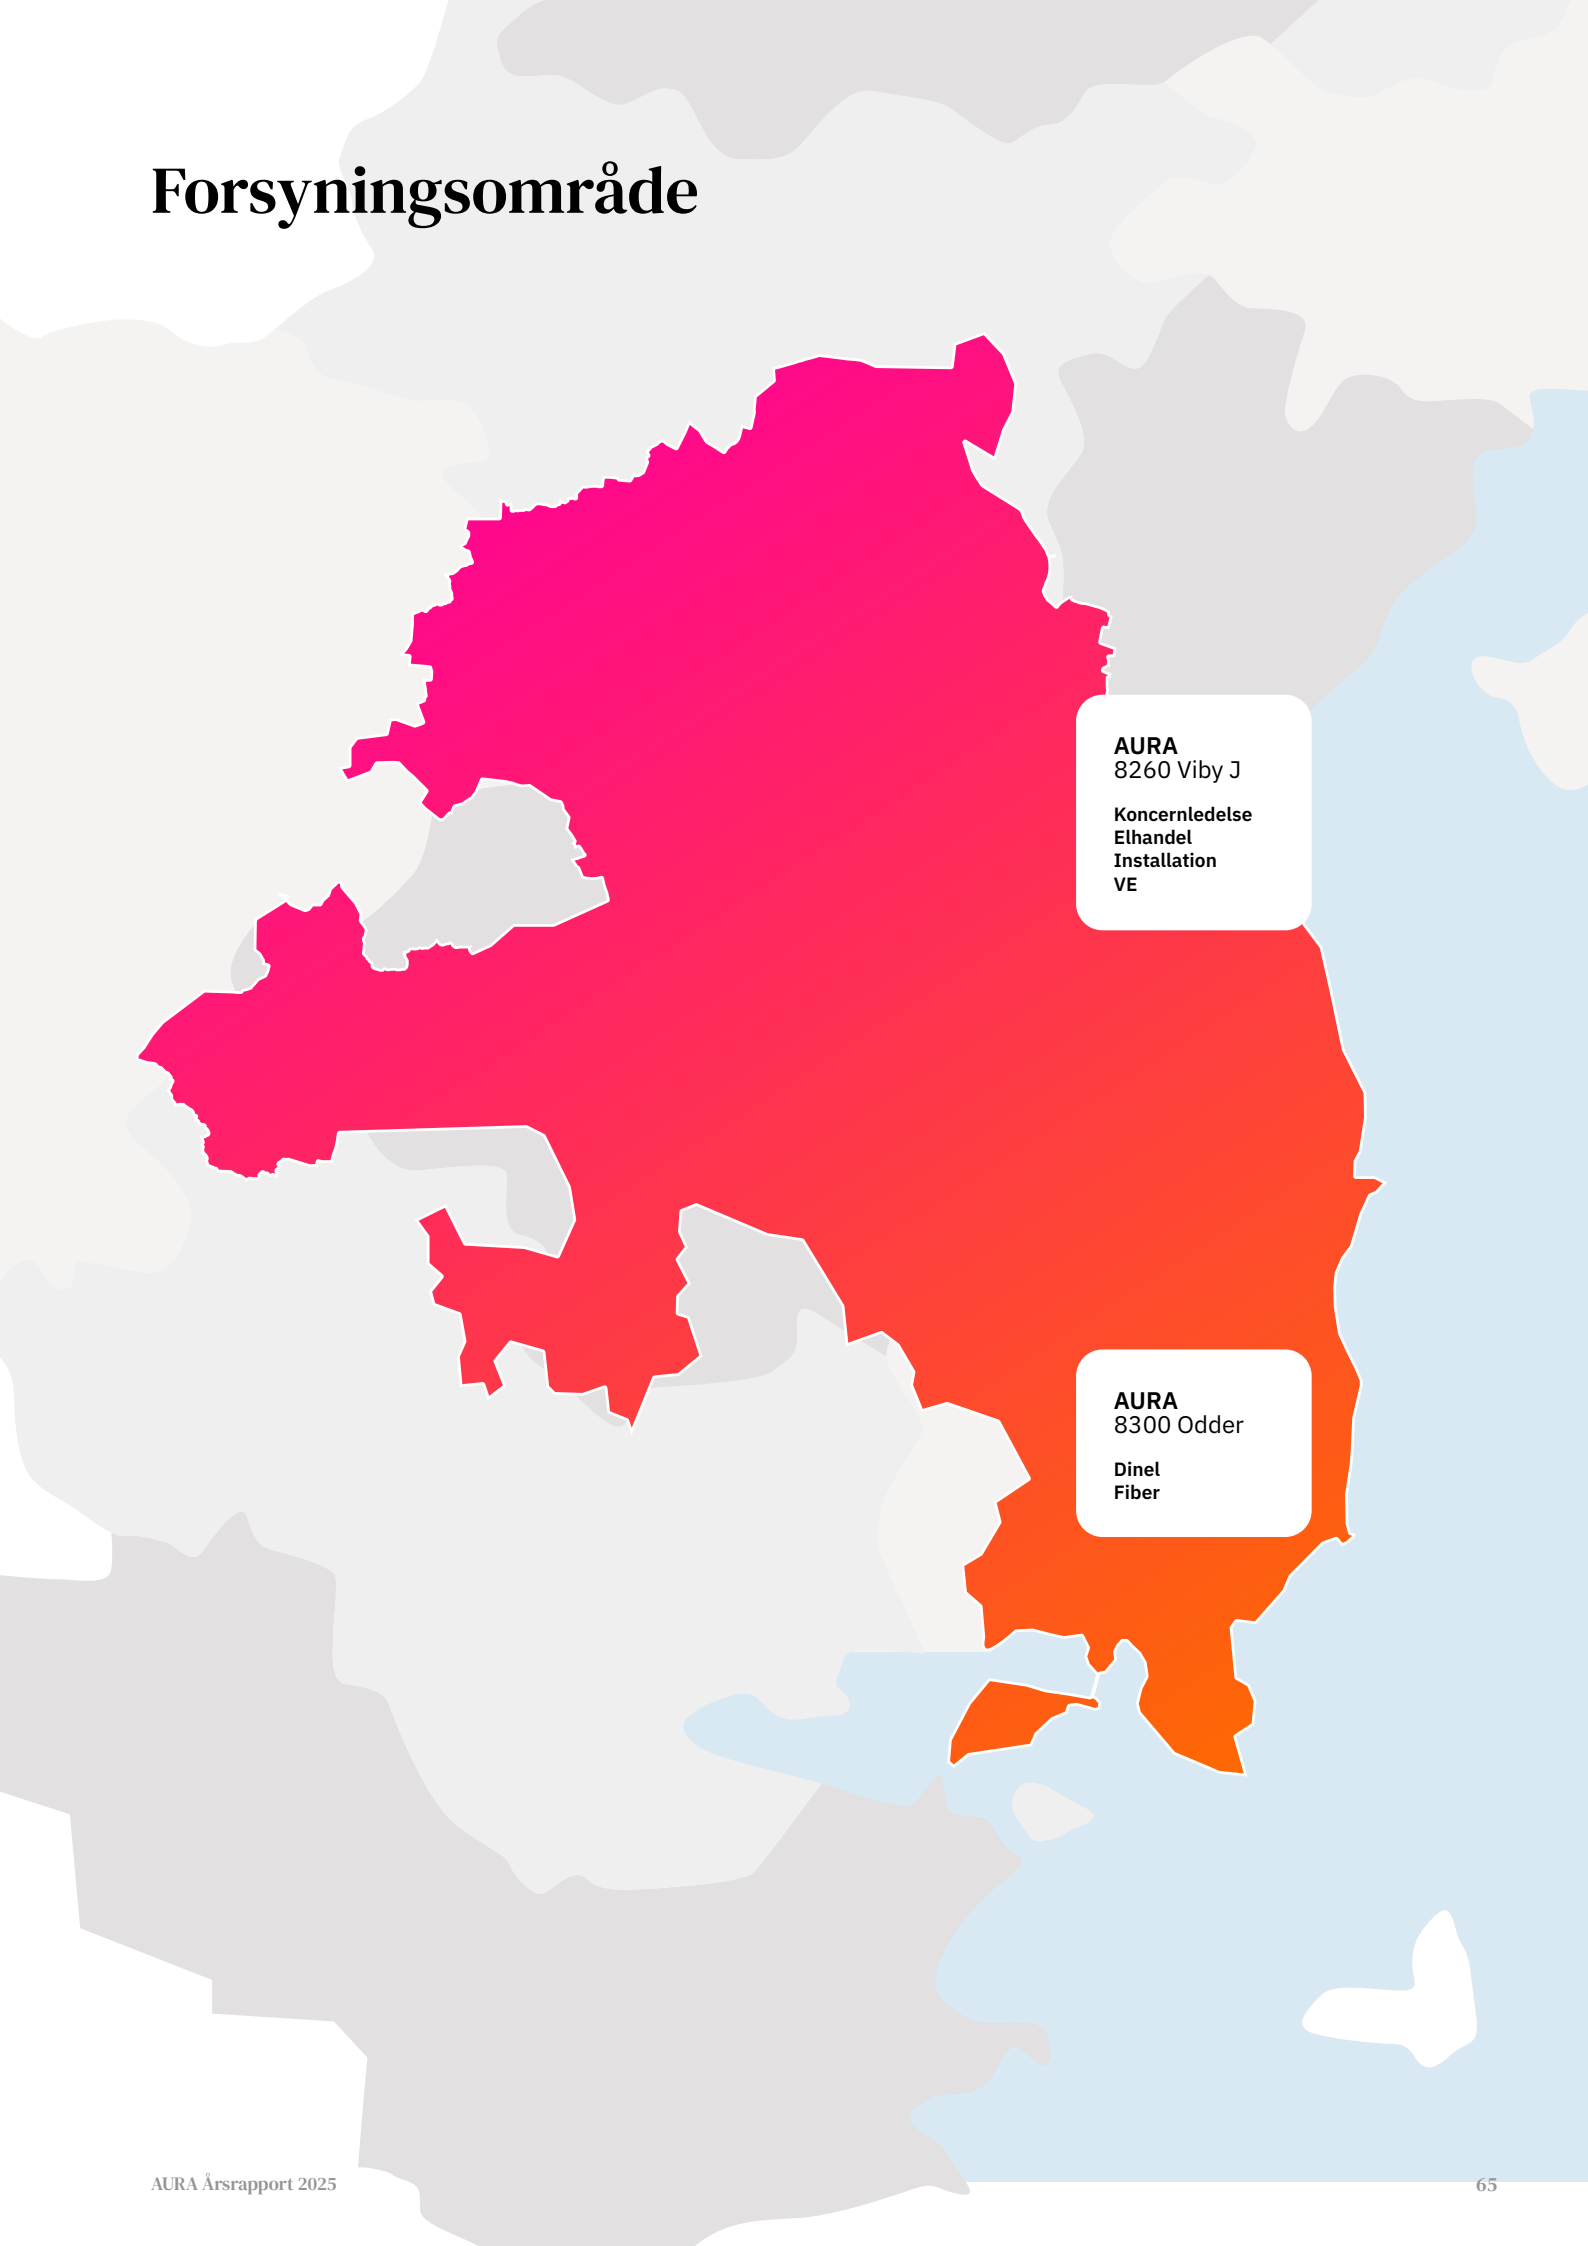 Forsyningsområde
AURA
8260 Viby J
Koncernledelse
Elhandel
Installation
VE
AURA
8300 Odder
Dinel
Fiber
AURA Årsrapport 2025
65